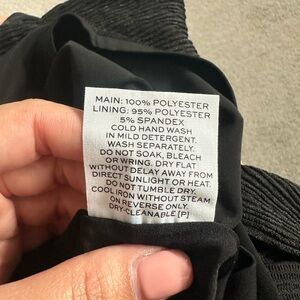 MAIN: 100% POLYESTER
LINING: 95% POLYESTER
5% SPANDEX
COLD HAND WASH
IN MILD DETERGENT.
WASH SEPARATELY.
DO NOT SOAK, BLEACH
OR WRING. DRY FLAT
WITHOUT DELAY AWAY FROM
DIRECT SUNLIGHT OR HEAT.
DO NOT TUMBLE DRY.
COOL IRON WITHOUT STEAM
ON REVERSE ONLY.
DRY-CLEANABLE (P)